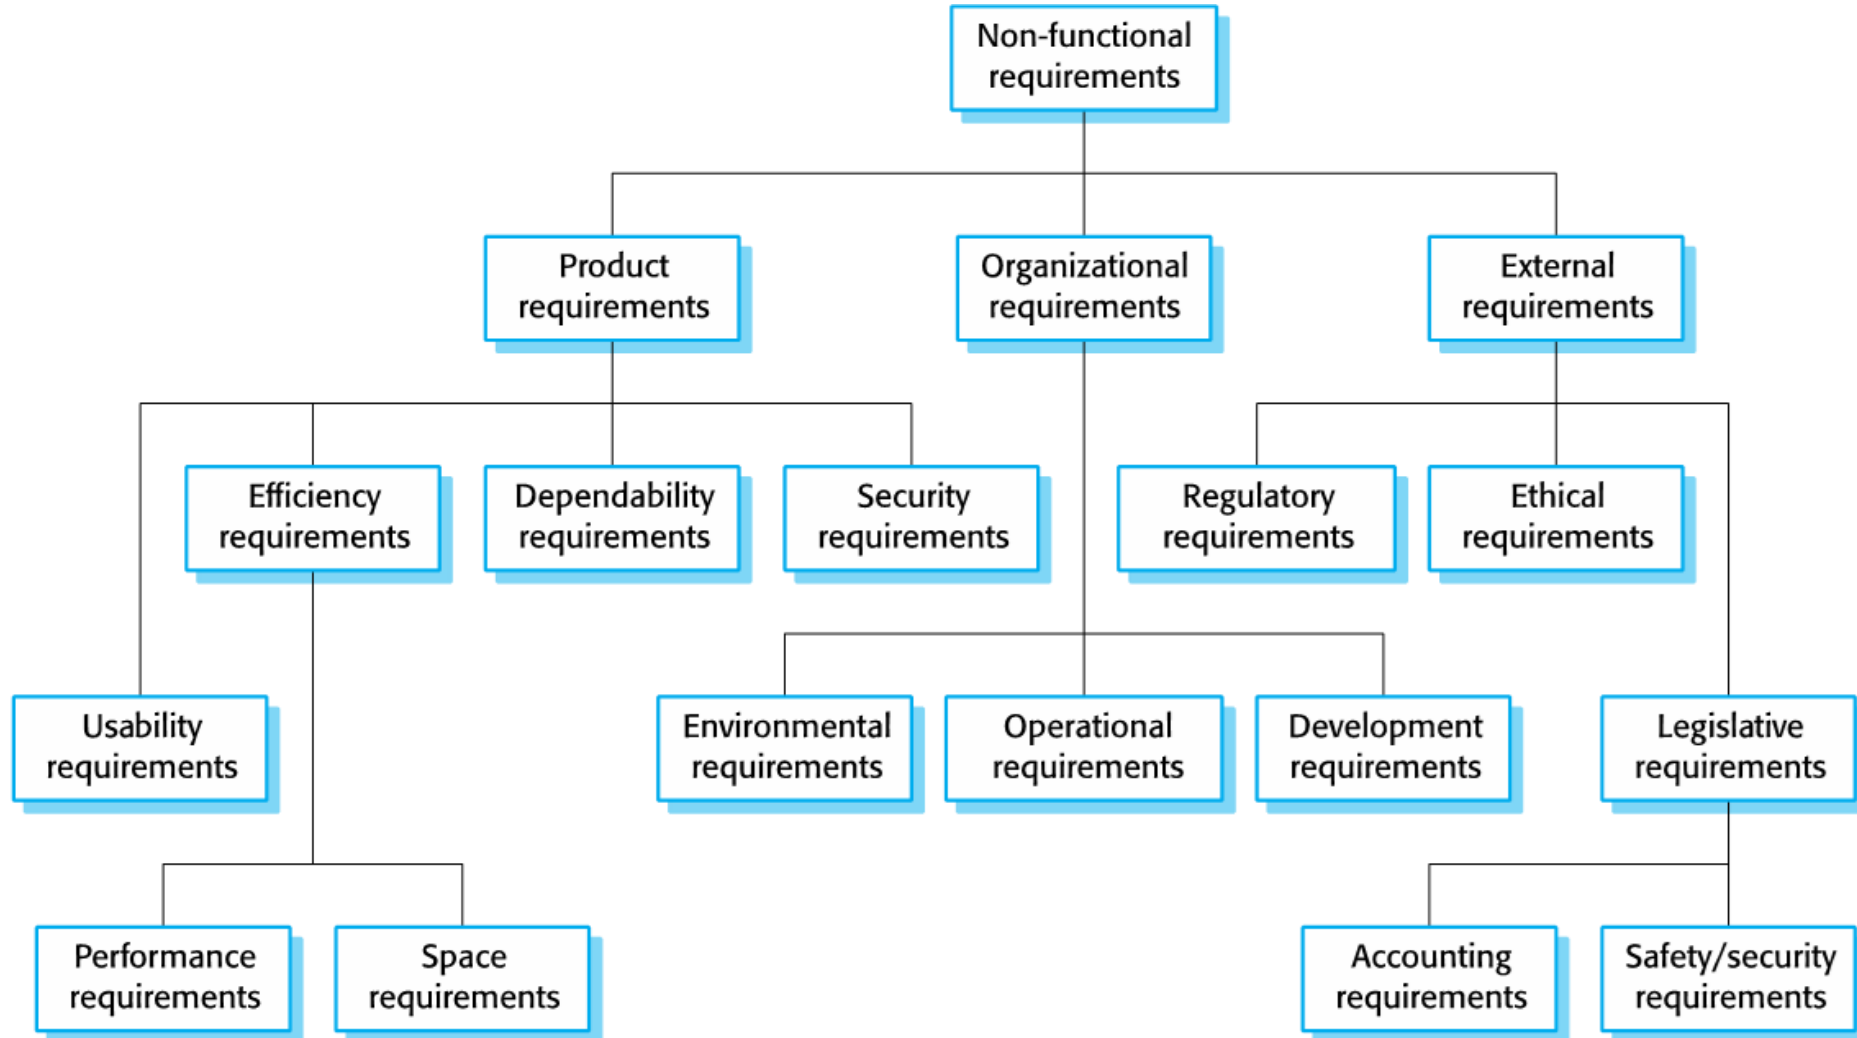 Non-functional
requirements
Product
requirements
Organizational
requirements
External
requirements
Efficiency
requirements
Dependability
requirements
Security
requirements
Regulatory
requirements
Ethical
requirements
Usability
requirements
Environmental
requirements
Operational
requirements
Development
requirements
Legislative
requirements
Performance
requirements
Space
requirements
Accounting
requirements
Safety/security
requirements